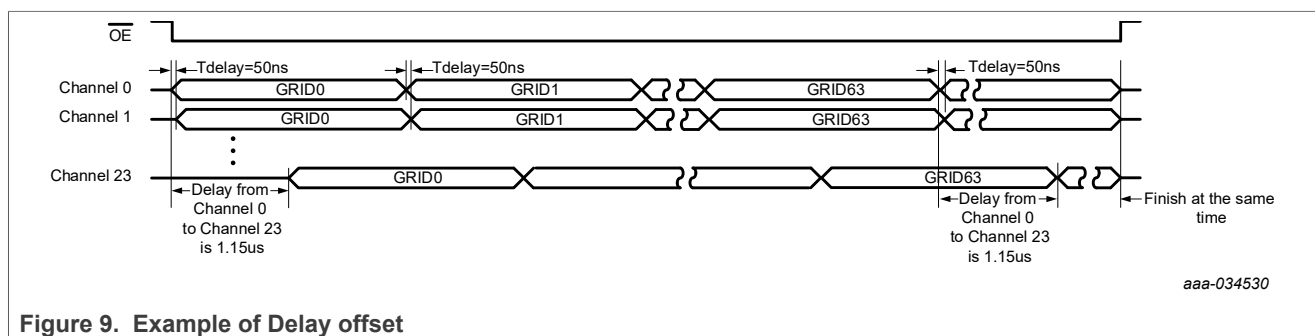 OE
Tdelay=50ns Tdelay=50ns Tdelay=50ns
Channel 0 GRID0 GRID1 GRID63
Channel 1 GRID0 GRID1 GRID63
Channel 23 GRID0 GRID63
Delay from
Channel 0
to Channel 23
is 1.15us
Delay from
Channel 0
to Channel 23
is 1.15us
Finish at the same
time
aaa-034530
Figure 9. Example of Delay offset